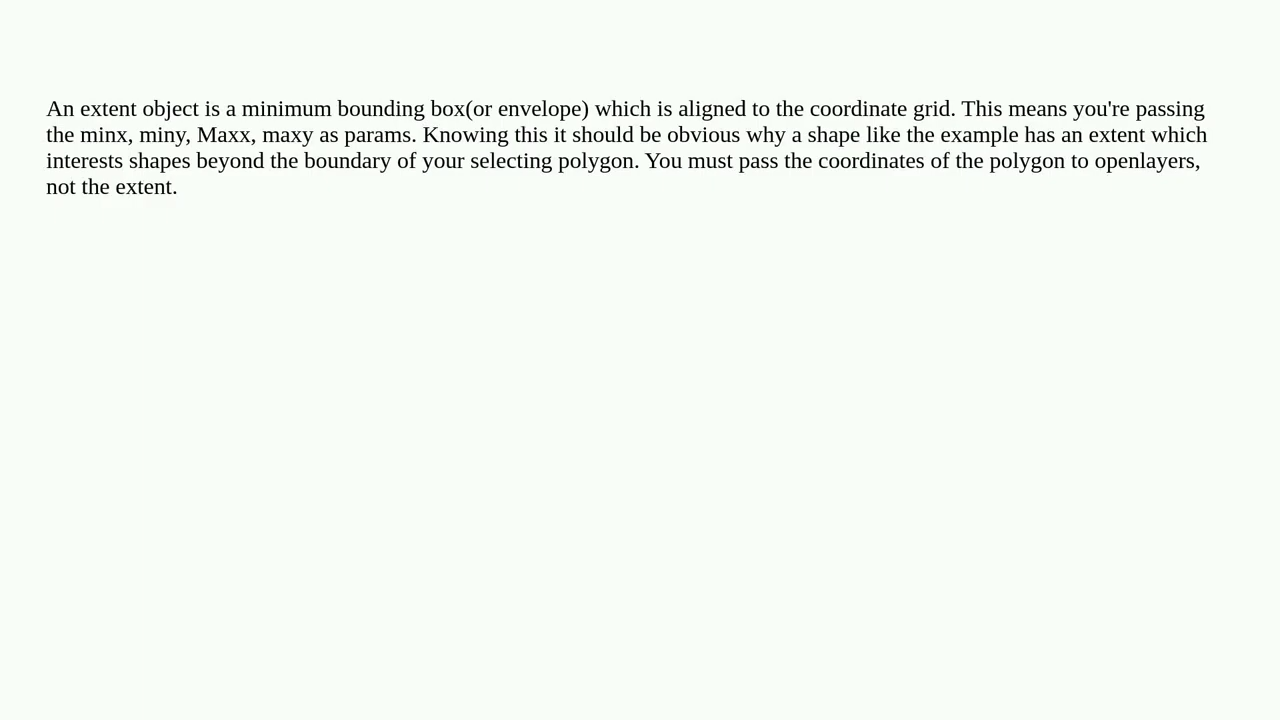 An extent object is a minimum bounding box(or envelope) which is aligned to the coordinate grid. This means you're passing
the minx, miny, Maxx, maxy as params. Knowing this it should be obvious why a shape like the example has an extent which
interests shapes beyond the boundary of your selecting polygon. You must pass the coordinates of the polygon to openlayers,
not the extent.